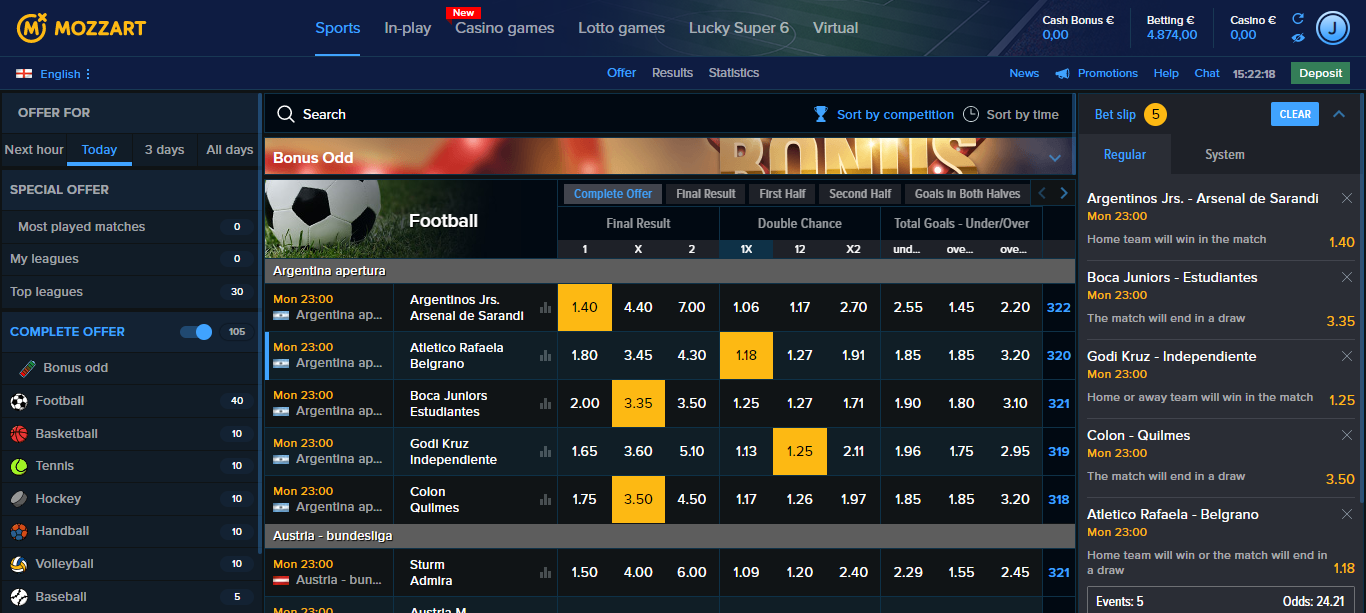 MOZZART
Sports
In-play
New
Casino games
Lotto games
Lucky Super 6
Virtual
Cash Bonus €
0,00
Betting €
4.874,00
Casino €
0,00
J
English
Offer
Results
Statistics
News
Promotions
Help
Chat
15:22:18
Deposit
OFFER FOR
Next hour
Today
3 days
All days
SPECIAL OFFER
Most played matches 0
My leagues 0
Top leagues 30
COMPLETE OFFER 105
Bonus odd
Football 40
Basketball 10
Tennis 10
Hockey 10
Handball 10
Volleyball 10
Baseball 5
Search
Sort by competition
Sort by time
Bonus Odd
BONUS
Football
Complete Offer
Final Result
First Half
Second Half
Goals in Both Halves
Final Result
Double Chance
Total Goals - Under/Over
1 X 2 1X 12 X2 und... ove... ove...
Argentina apertura
Mon 23:00
Argentina ap...
Argentinos Jrs.
Arsenal de Sarandi
1.40 4.40 7.00 1.06 1.17 2.70 2.55 1.45 2.20 322
Mon 23:00
Argentina ap...
Atletico Rafaela
Belgrano
1.80 3.45 4.30 1.18 1.27 1.91 1.85 1.85 3.20 320
Mon 23:00
Argentina ap...
Boca Juniors
Estudiantes
2.00 3.35 3.50 1.25 1.27 1.71 1.90 1.80 3.10 321
Mon 23:00
Argentina ap...
Godi Kruz
Independiente
1.65 3.60 5.10 1.13 1.25 2.11 1.96 1.75 2.95 319
Mon 23:00
Argentina ap...
Colon
Quilmes
1.75 3.50 4.50 1.17 1.26 1.97 1.85 1.85 3.20 318
Austria - bundesliga
Mon 23:00
Austria - bun...
Sturm
Admira
1.50 4.00 6.00 1.09 1.20 2.40 2.29 1.55 2.45 321
Mon 23:00
Austria M
Bet slip 5
CLEAR
Regular
System
Argentinos Jrs. - Arsenal de Sarandi
Mon 23:00
Home team will win in the match 1.40
Boca Juniors - Estudiantes
Mon 23:00
The match will end in a draw 3.35
Godi Kruz - Independiente
Mon 23:00
Home or away team will win in the match 1.25
Colon - Quilmes
Mon 23:00
The match will end in a draw 3.50
Atletico Rafaela - Belgrano
Mon 23:00
Home team will win or the match will end in
a draw 1.18
Events: 5 Odds: 24.21